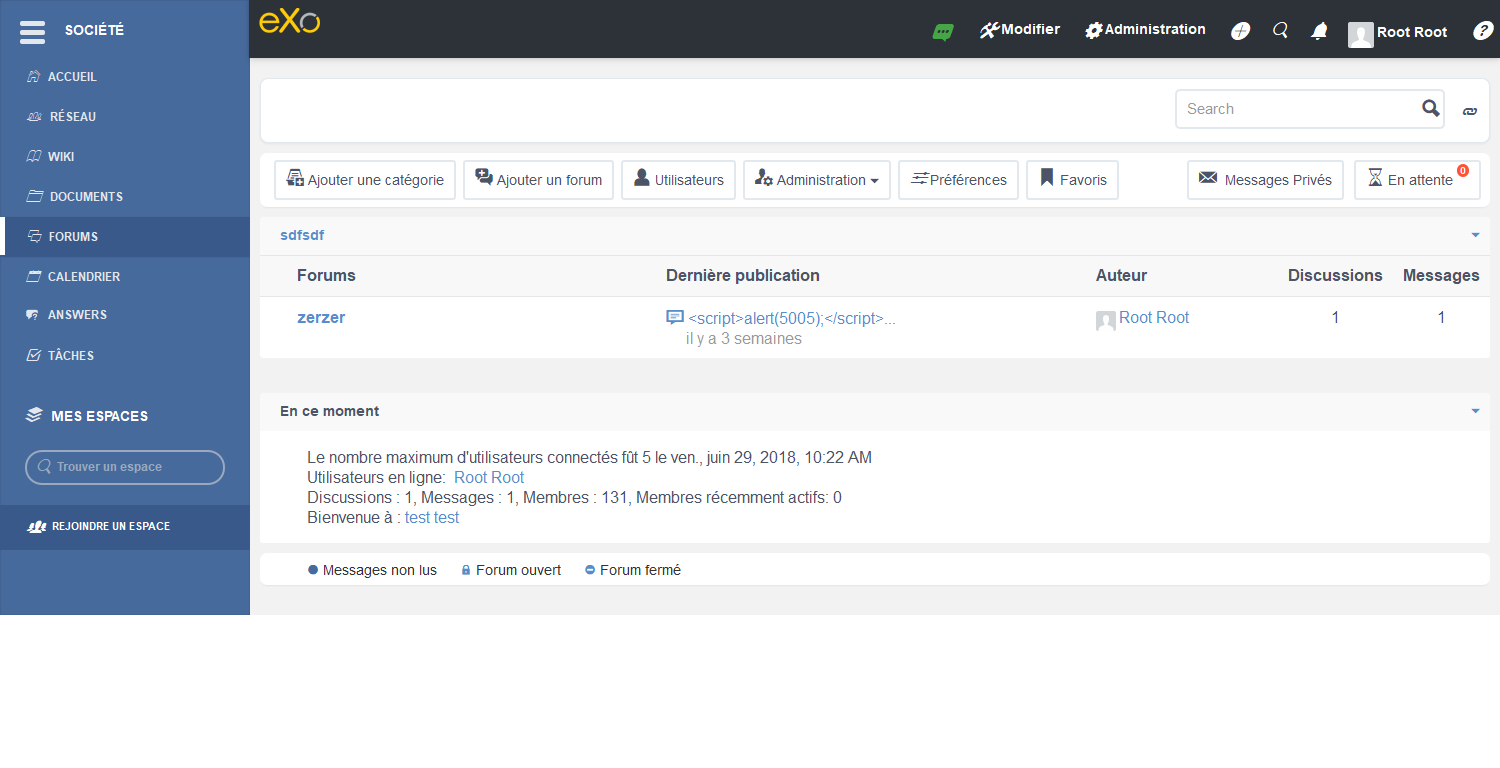 SOCIÉTÉ
eXo
Modifier
Administration
Root Root
?
ACCUEIL
RÉSEAU
WIKI
DOCUMENTS
FORUMS
CALENDRIER
ANSWERS
TÂCHES
MES ESPACES
Trouver un espace
REJOINDRE UN ESPACE
Search
Ajouter une catégorie
Ajouter un forum
Utilisateurs
Administration
Préférences
Favoris
Messages Privés
En attente 0
sdfsdf
Forums Dernière publication Auteur Discussions Messages
zerzer <script>alert(5005);</script>... Root Root 1 1
il y a 3 semaines
En ce moment
Le nombre maximum d'utilisateurs connectés fût 5 le ven., juin 29, 2018, 10:22 AM
Utilisateurs en ligne: Root Root
Discussions : 1, Messages : 1, Membres : 131, Membres récemment actifs: 0
Bienvenue à : test test
Messages non lus Forum ouvert Forum fermé